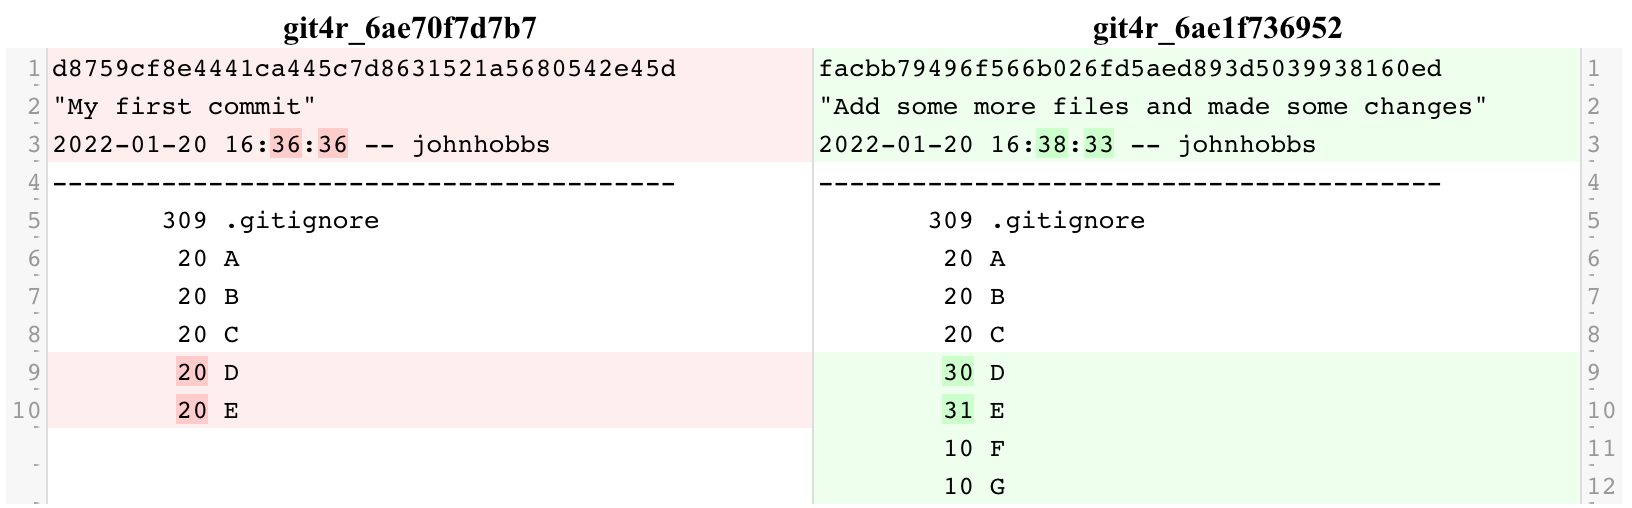 git4r_6ae70f7d7b7 git4r_6ae1f736952
1 d8759cf8e4441ca445c7d8631521a5680542e45d facbb79496f566b026fd5aed893d5039938160ed 1
2 "My first commit" "Add some more files and made some changes" 2
3 2022-01-20 16:36:36 -- johnhobbs 2022-01-20 16:38:33 -- johnhobbs 3
4 ---------------------------------------- ---------------------------------------- 4
5 309 .gitignore 309 .gitignore 5
6 20 A 20 A 6
7 20 B 20 B 7
8 20 C 20 C 8
9 20 D 30 D 9
10 20 E 31 E 10
10 F 11
10 G 12